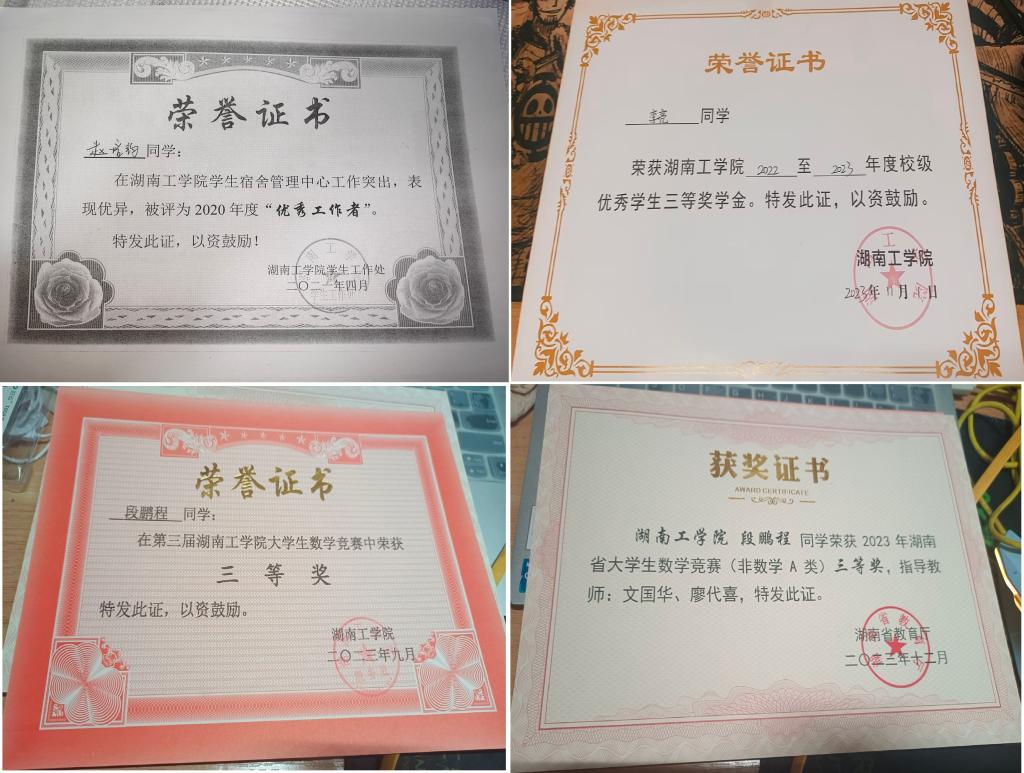 荣誉证书
同学：
在湖南工学院学生宿舍管理中心工作突出，表
现优异，被评为2020年度“优秀工作者”。
特发此证，以资鼓励！
湖南工学院学生工作处
二〇二一年四月
荣誉证书
李亮 同学
荣获湖南工学院 2022 至 2023 年度校级
优秀学生三等奖学金。特发此证，以资鼓励。
湖南工学院
2023年11月 日
荣誉证书
段鹏程 同学：
在第三届湖南工学院大学生数学竞赛中荣获
三 等 奖
特发此证，以资鼓励。
湖南工学院
二〇二三年九月
获奖证书
AWARD CERTIFICATE
湖南工学院 段鹏程 同学荣获 2023 年湖南
省大学生数学竞赛（非数学 A 类）三等奖，指导教
师：文国华、廖代喜，特发此证。
湖南省教育厅
二〇二三年十二月